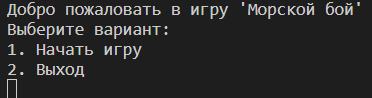 Добро пожаловать в игру 'Морской бой'
Выберите вариант:
1. Начать игру
2. Выход